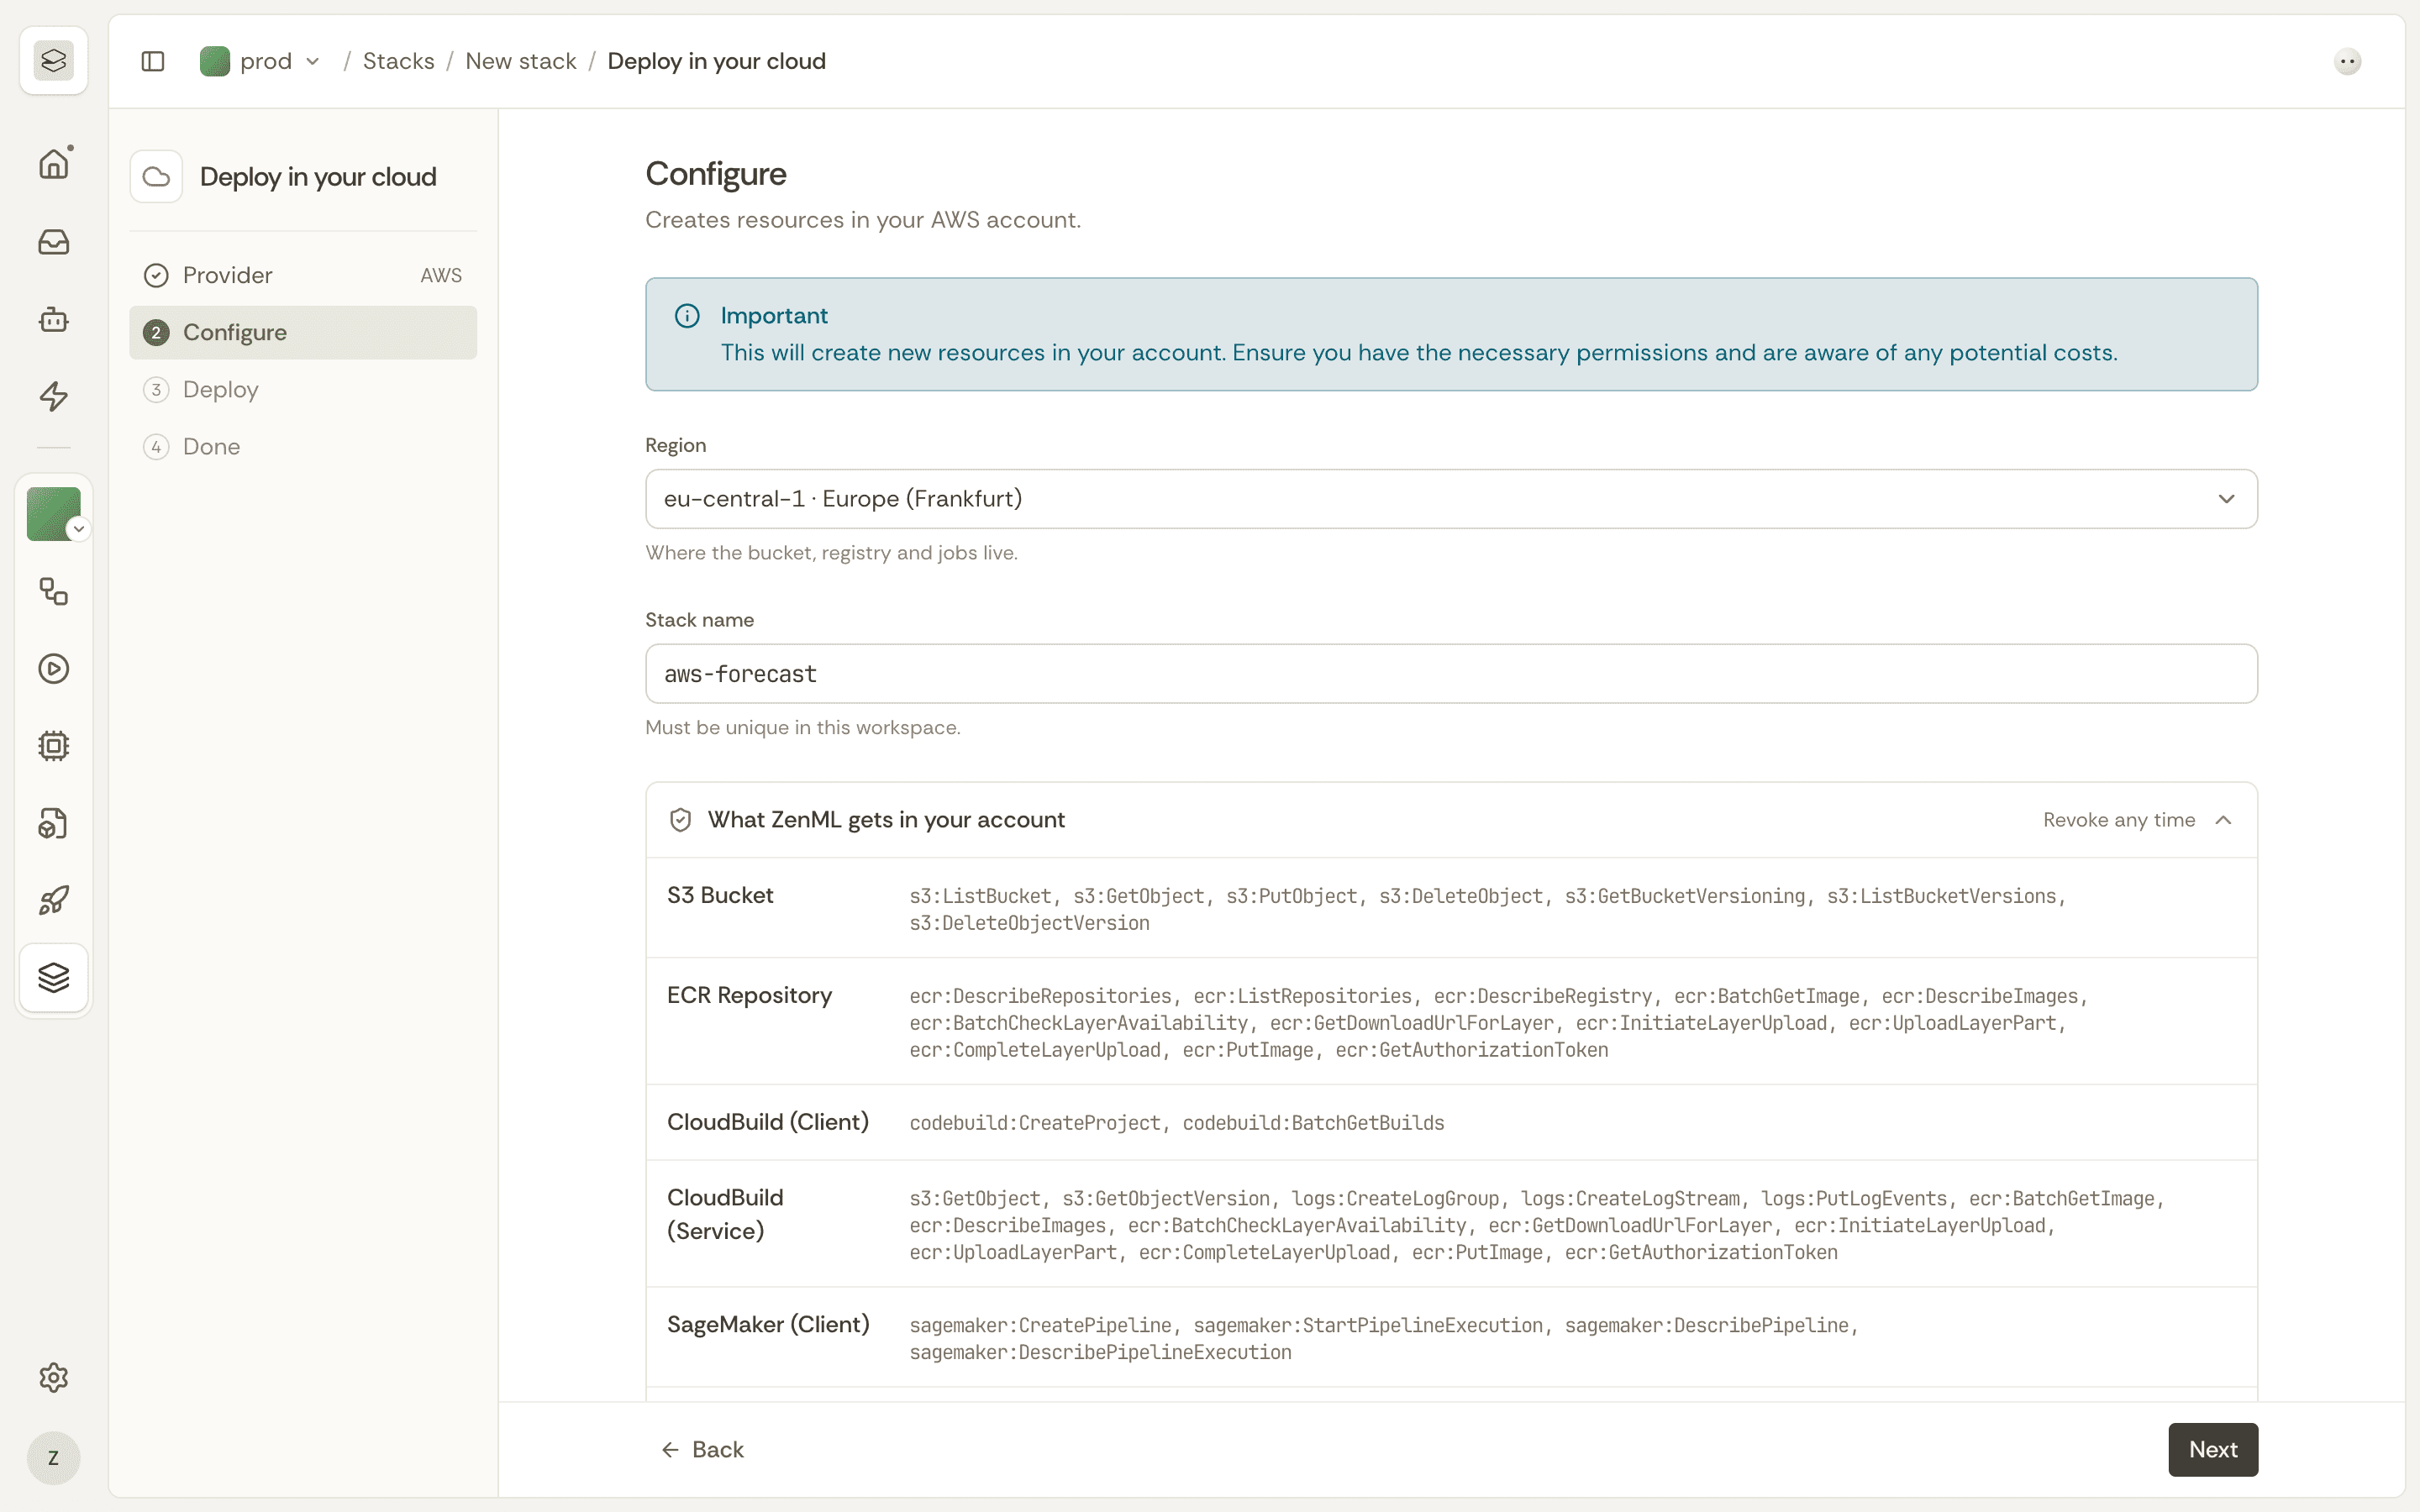 prod / Stacks / New stack / Deploy in your cloud
Deploy in your cloud
Provider AWS
2 Configure
3 Deploy
4 Done
Z
Configure
Creates resources in your AWS account.
Important
This will create new resources in your account. Ensure you have the necessary permissions and are aware of any potential costs.
Region
eu-central-1 · Europe (Frankfurt)
Where the bucket, registry and jobs live.
Stack name
aws-forecast
Must be unique in this workspace.
What ZenML gets in your account Revoke any time
S3 Bucket s3:ListBucket, s3:GetObject, s3:PutObject, s3:DeleteObject, s3:GetBucketVersioning, s3:ListBucketVersions,
s3:DeleteObjectVersion
ECR Repository ecr:DescribeRepositories, ecr:ListRepositories, ecr:DescribeRegistry, ecr:BatchGetImage, ecr:DescribeImages,
ecr:BatchCheckLayerAvailability, ecr:GetDownloadUrlForLayer, ecr:InitiateLayerUpload, ecr:UploadLayerPart,
ecr:CompleteLayerUpload, ecr:PutImage, ecr:GetAuthorizationToken
CloudBuild (Client) codebuild:CreateProject, codebuild:BatchGetBuilds
CloudBuild
(Service)
s3:GetObject, s3:GetObjectVersion, logs:CreateLogGroup, logs:CreateLogStream, logs:PutLogEvents, ecr:BatchGetImage,
ecr:DescribeImages, ecr:BatchCheckLayerAvailability, ecr:GetDownloadUrlForLayer, ecr:InitiateLayerUpload,
ecr:UploadLayerPart, ecr:CompleteLayerUpload, ecr:PutImage, ecr:GetAuthorizationToken
SageMaker (Client) sagemaker:CreatePipeline, sagemaker:StartPipelineExecution, sagemaker:DescribePipeline,
sagemaker:DescribePipelineExecution
Back
Next